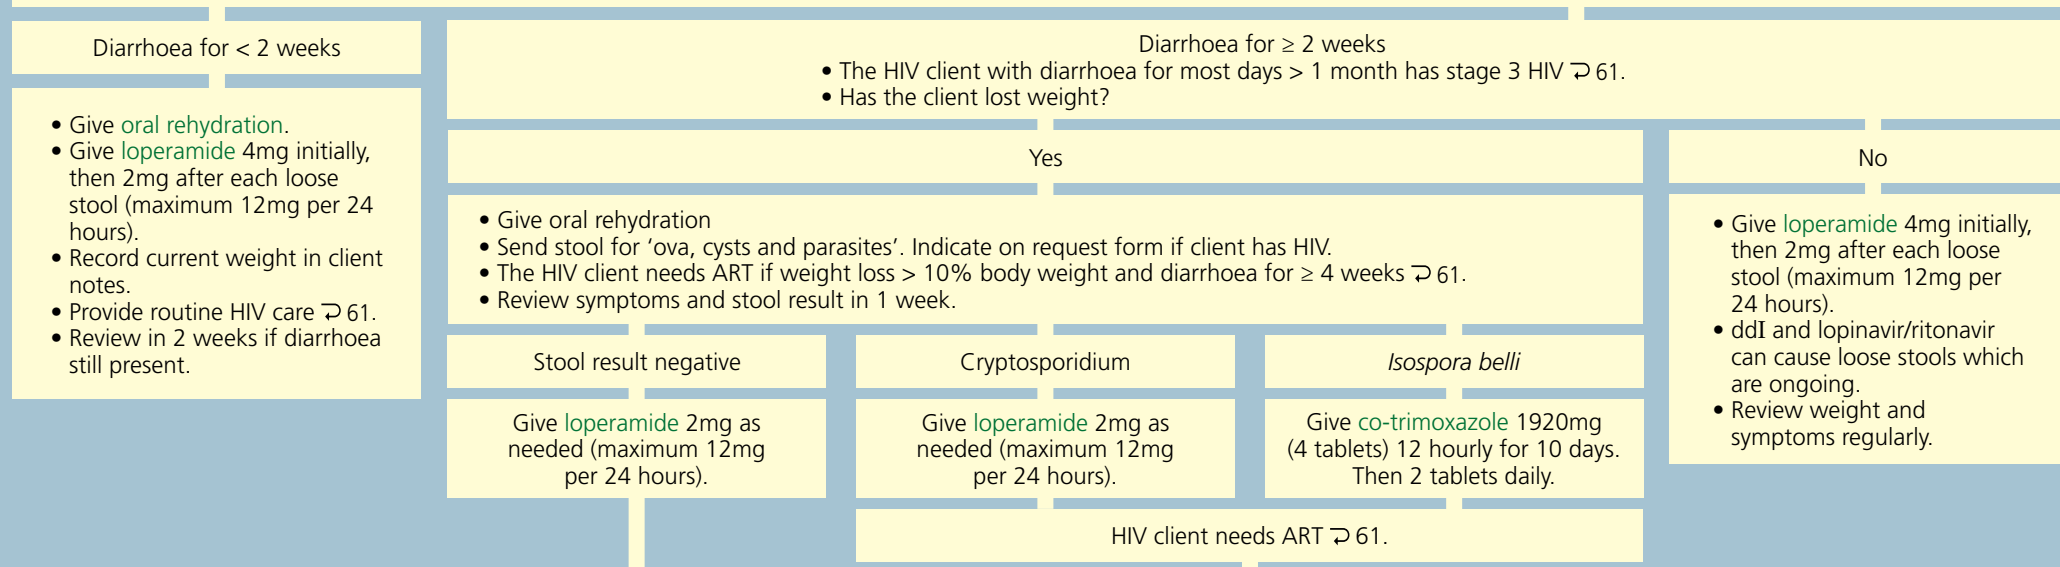 Diarrhoea for < 2 weeks
• Give oral rehydration.
• Give loperamide 4mg initially,
then 2mg after each loose
stool (maximum 12mg per 24
hours).
• Record current weight in client
notes.
• Provide routine HIV care ⊋ 61.
• Review in 2 weeks if diarrhoea
still present.
Diarrhoea for ≥ 2 weeks
• The HIV client with diarrhoea for most days > 1 month has stage 3 HIV ⊋ 61.
• Has the client lost weight?
Yes
• Give oral rehydration
• Send stool for ‘ova, cysts and parasites’. Indicate on request form if client has HIV.
• The HIV client needs ART if weight loss > 10% body weight and diarrhoea for ≥ 4 weeks ⊋ 61.
• Review symptoms and stool result in 1 week.
Stool result negative
Give loperamide 2mg as
needed (maximum 12mg
per 24 hours).
Cryptosporidium
Give loperamide 2mg as
needed (maximum 12mg
per 24 hours).
Isospora belli
Give co-trimoxazole 1920mg
(4 tablets) 12 hourly for 10 days.
Then 2 tablets daily.
HIV client needs ART ⊋ 61.
No
• Give loperamide 4mg initially,
then 2mg after each loose
stool (maximum 12mg per
24 hours).
• ddI and lopinavir/ritonavir
can cause loose stools which
are ongoing.
• Review weight and
symptoms regularly.